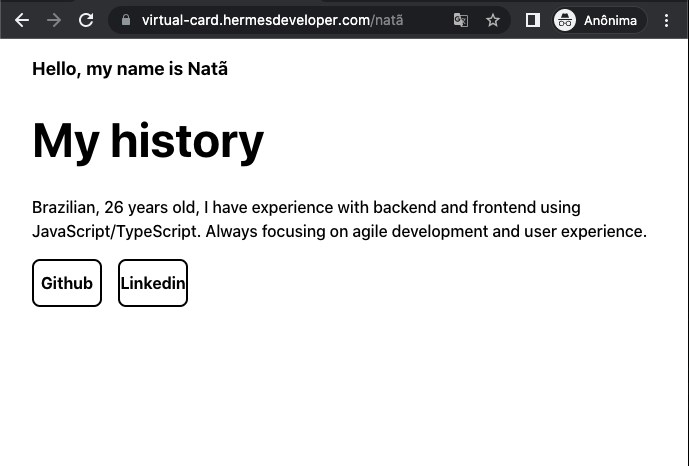 virtual-card.hermesdeveloper.com/natã
Anônima
Hello, my name is Natã
My history
Brazilian, 26 years old, I have experience with backend and frontend using
JavaScript/TypeScript. Always focusing on agile development and user experience.
Github Linkedin